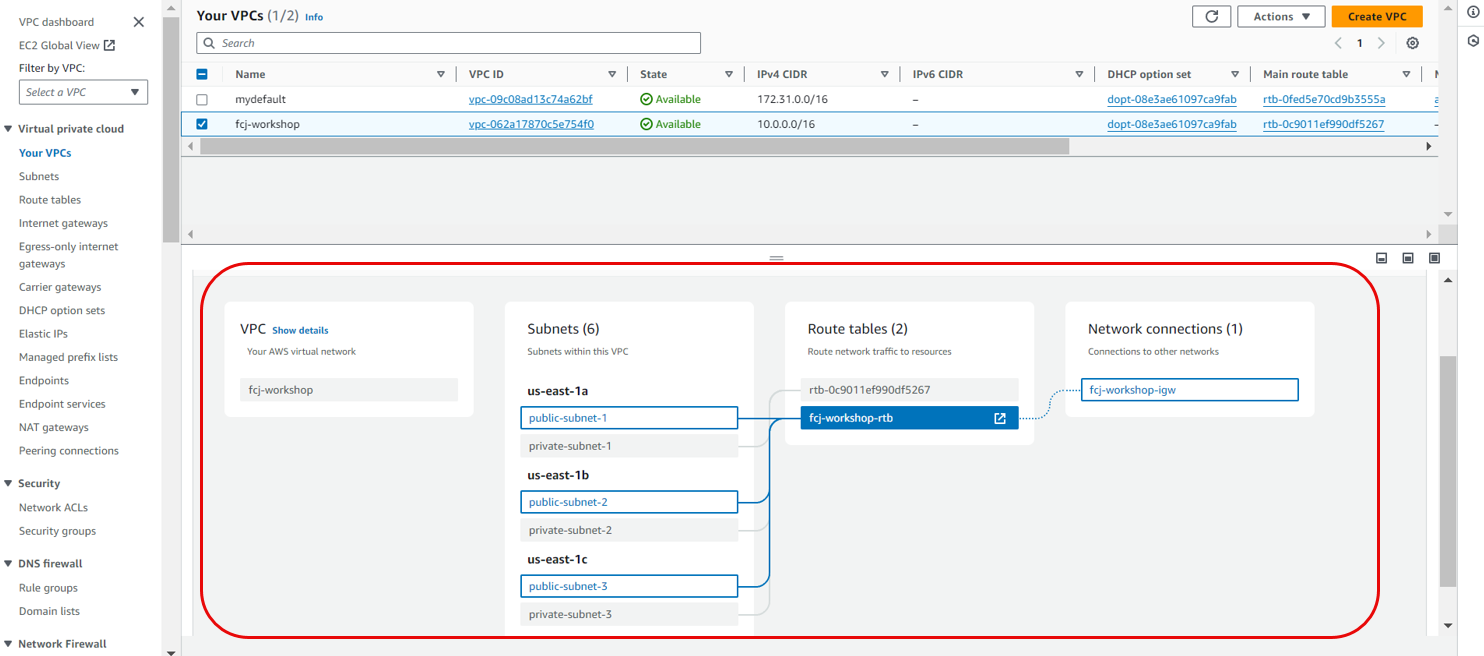 VPC dashboard
EC2 Global View
Filter by VPC:
Select a VPC
Virtual private cloud
Your VPCs
Subnets
Route tables
Internet gateways
Egress-only internet
gateways
Carrier gateways
DHCP option sets
Elastic IPs
Managed prefix lists
Endpoints
Endpoint services
NAT gateways
Peering connections
Security
Network ACLs
Security groups
DNS firewall
Rule groups
Domain lists
Network Firewall
Your VPCs (1/2) Info
Actions
Create VPC
Search
1
Name VPC ID State IPv4 CIDR IPv6 CIDR DHCP option set Main route table
mydefault vpc-09c08ad13c74a62bf Available 172.31.0.0/16 – dopt-08e3ae61097ca9fab rtb-0fed5e70cd9b3555a
fcj-workshop vpc-062a17870c5e754f0 Available 10.0.0.0/16 – dopt-08e3ae61097ca9fab rtb-0c9011ef990df5267 –
VPC Show details
Your AWS virtual network
fcj-workshop
Subnets (6)
Subnets within this VPC
us-east-1a
public-subnet-1
private-subnet-1
us-east-1b
public-subnet-2
private-subnet-2
us-east-1c
public-subnet-3
private-subnet-3
Route tables (2)
Route network traffic to resources
rtb-0c9011ef990df5267
fcj-workshop-rtb
Network connections (1)
Connections to other networks
fcj-workshop-igw